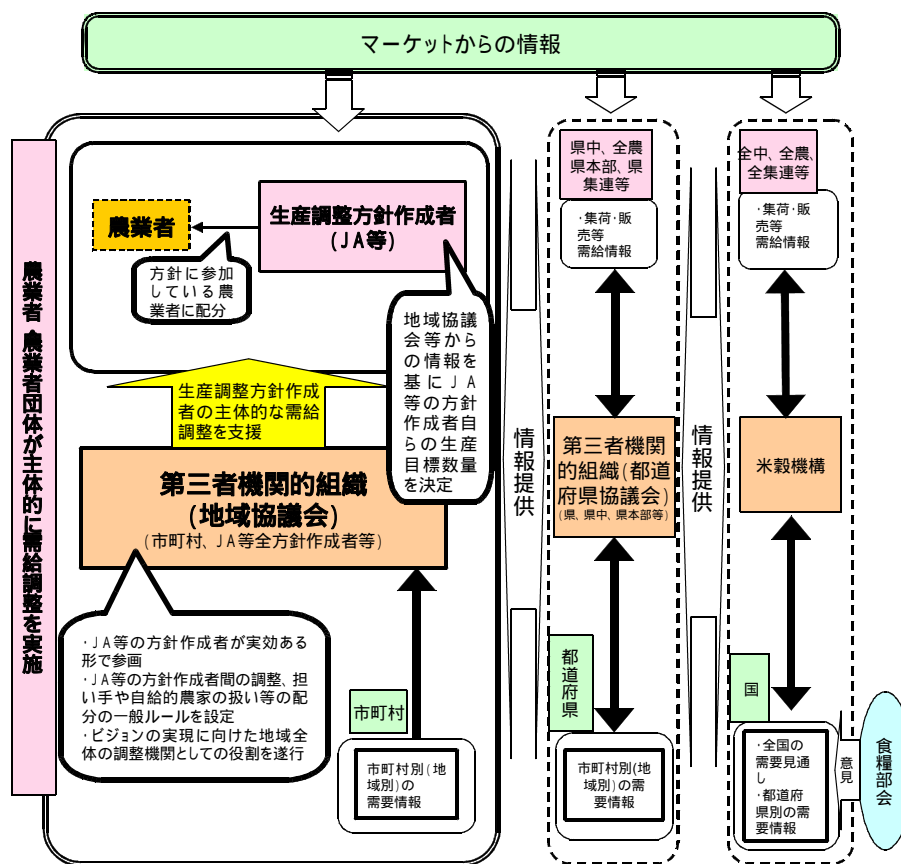 マーケットからの情報
農業者・農業者団体が主体的に需給調整を実施
農業者
生産調整方針作成者
(JA等)
方針に参加
している農
業者に配分
地域協議
会等から
の情報を
基にJA
等の方針
作成者自
らの生産
目標数量
を決定
生産調整方針作成
者の主体的な需給
調整を支援
第三者機関的組織
(地域協議会)
(市町村、JA等全方針作成者等)
・JA等の方針作成者が実効ある
形で参画
・JA等の方針作成者間の調整、担
い手や自給的農家の扱い等の配
分の一般ルールを設定
・ビジョンの実現に向けた地域全
体の調整機関としての役割を遂行
市町村
市町村別(地
域別)の
需要情報
情報提供
県中、全農
県本部、県
集連等
・集荷・販
売等
需給情報
第三者機関
的組織(都道
府県協議会)
(県、県中、県本部等)
都道府県
市町村別(地
域別)の需
要情報
情報提供
全中、全農、
全集連等
・集荷・販
売等
需給情報
米穀機構
国
・全国の
需要見通
し
・都道府
県別の需
要情報
意見
食糧部会